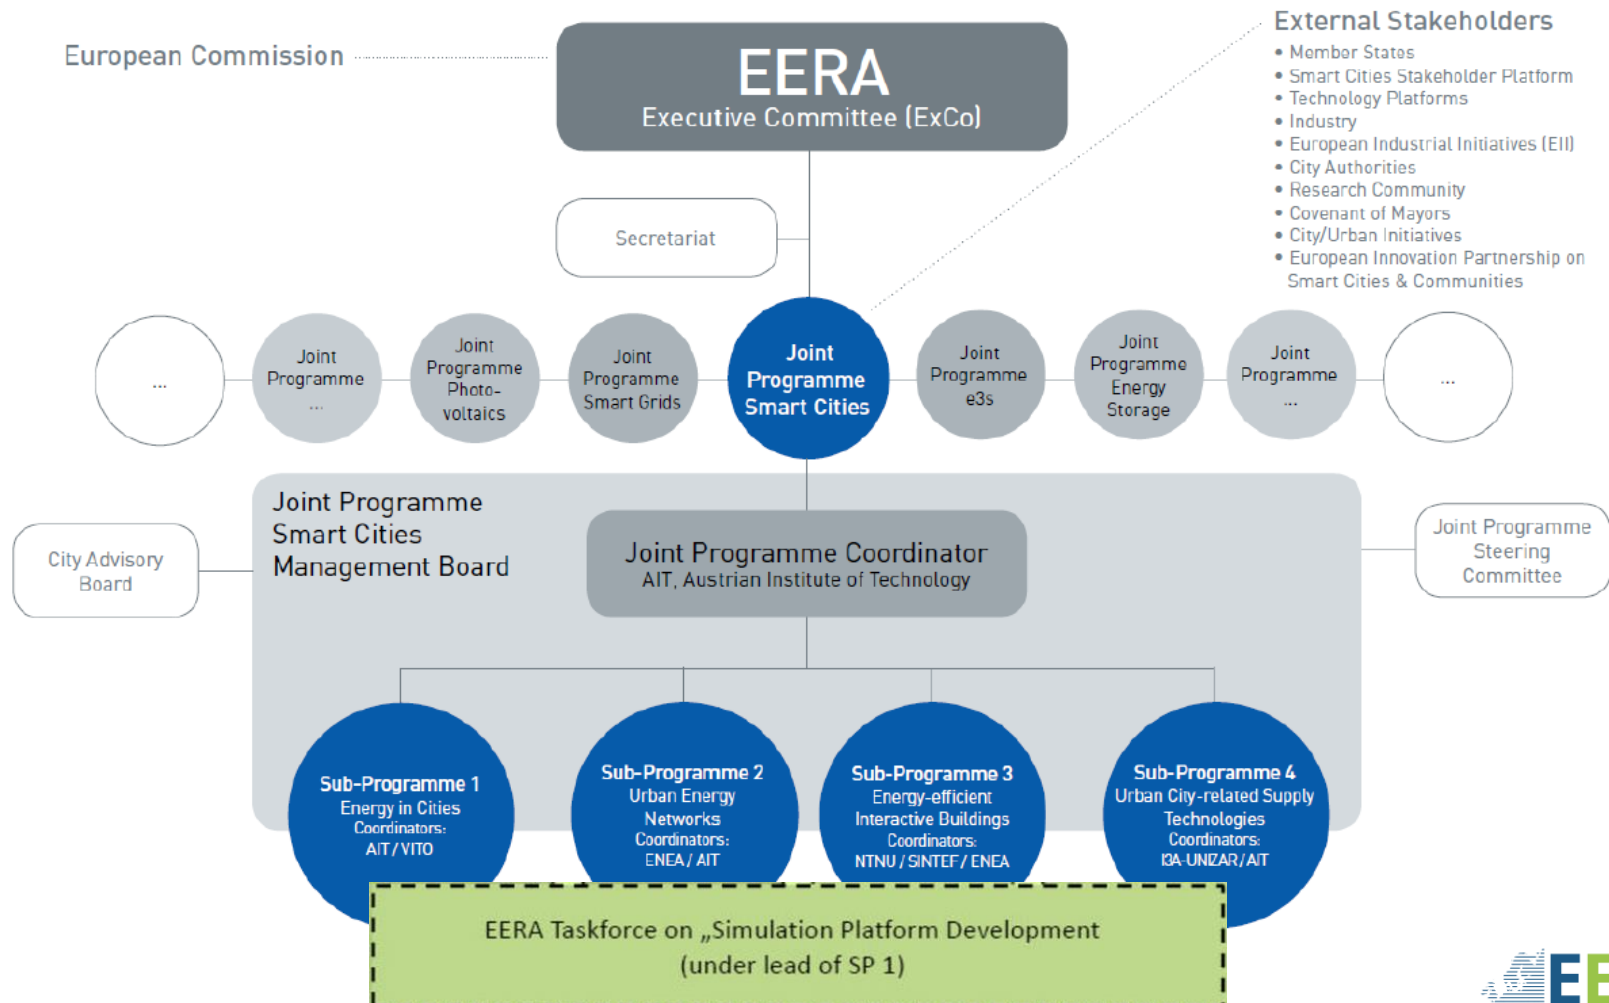 European Commission
EERA
Executive Committee (ExCo)
External Stakeholders
• Member States
• Smart Cities Stakeholder Platform
• Technology Platforms
• Industry
• European Industrial Initiatives (EII)
• City Authorities
• Research Community
• Covenant of Mayors
• City/Urban Initiatives
• European Innovation Partnership on
Smart Cities & Communities
Secretariat
...
Joint
Programme
...
Joint
Programme
Photo-
voltaics
Joint
Programme
Smart Grids
Joint
Programme
Smart Cities
Joint
Programme
e3s
Joint
Programme
Energy
Storage
Joint
Programme
...
...
Joint Programme
Smart Cities
Management Board
City Advisory
Board
Joint Programme Coordinator
AIT, Austrian Institute of Technology
Joint Programme
Steering
Committee
Sub-Programme 1
Energy in Cities
Coordinators:
AIT / VITO
Sub-Programme 2
Urban Energy
Networks
Coordinators:
ENEA / AIT
Sub-Programme 3
Energy-efficient
Interactive Buildings
Coordinators:
NTNU / SINTEF / ENEA
Sub-Programme 4
Urban City-related Supply
Technologies
Coordinators:
I3A-UNIZAR / AIT
EERA Taskforce on „Simulation Platform Development
(under lead of SP 1)
EE